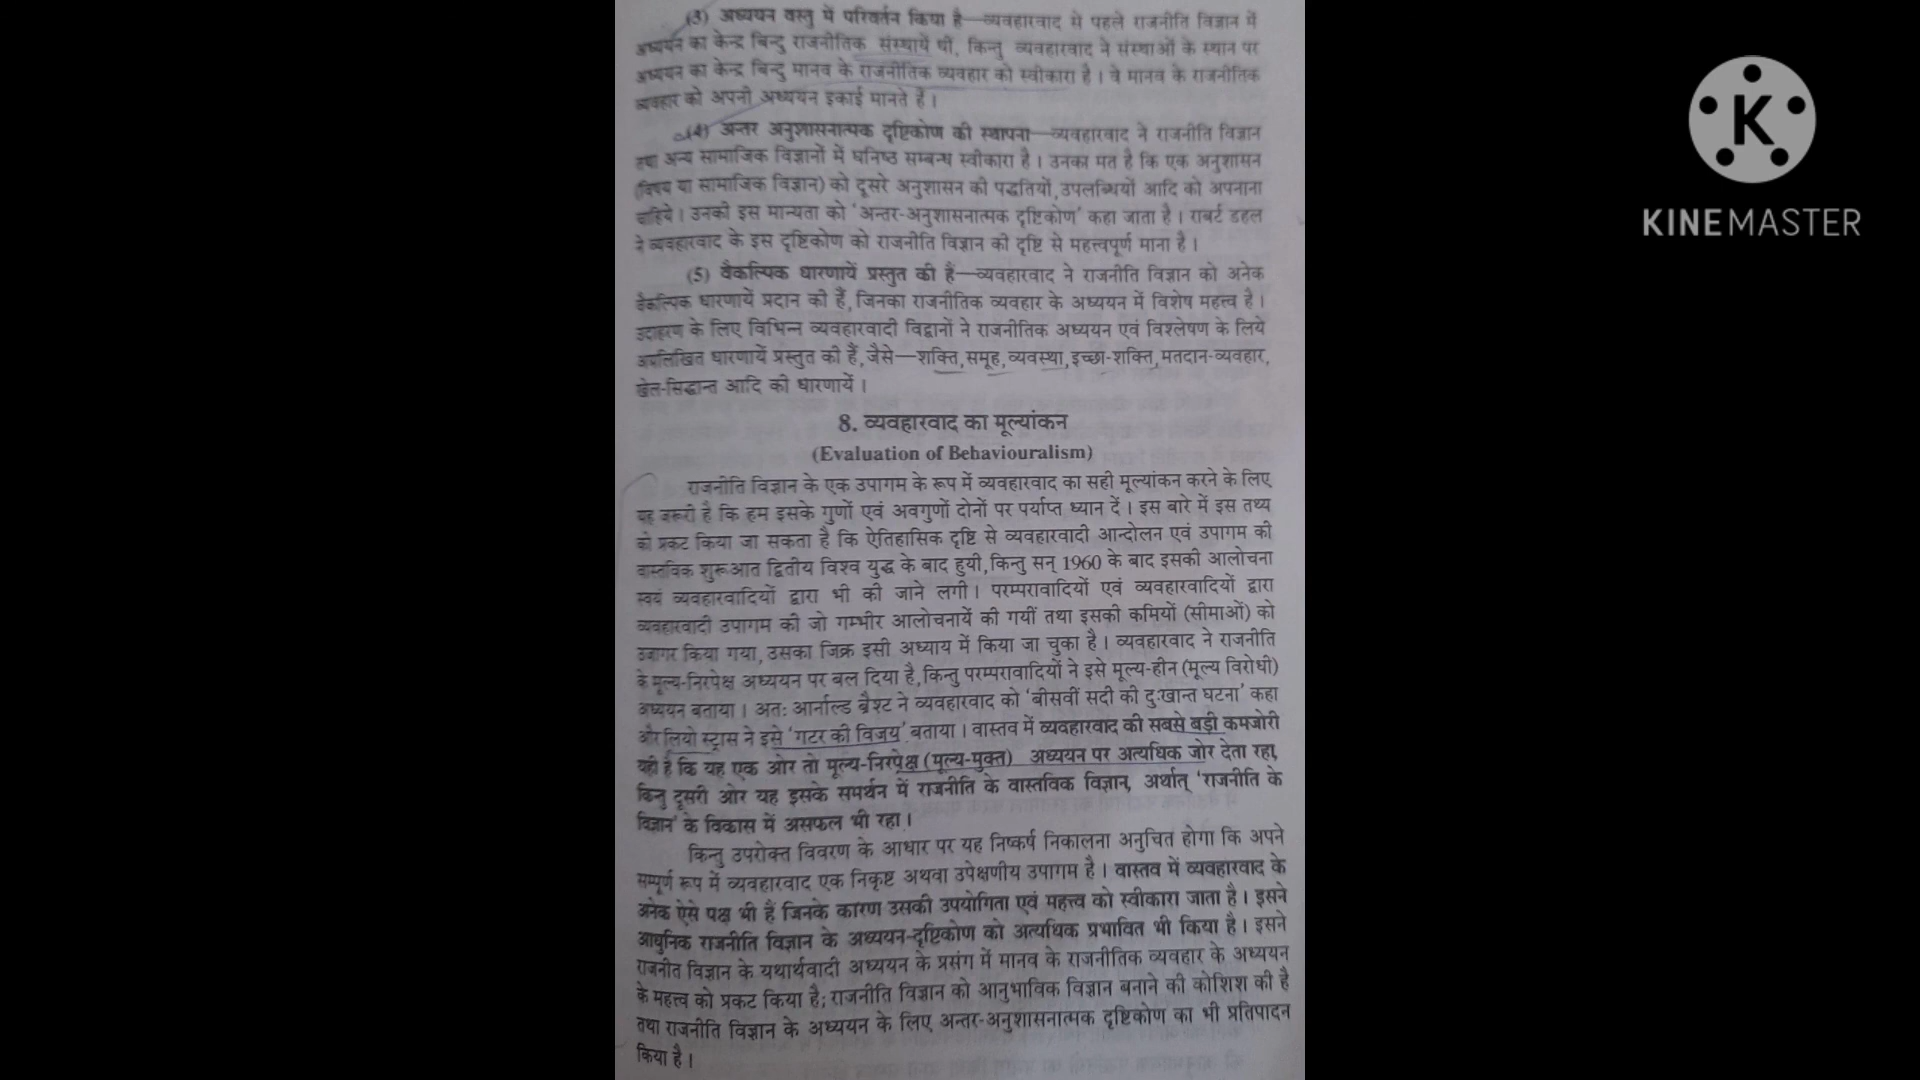 (3) अध्ययन वस्तु में परिवर्तन किया है—व्यवहारवाद से पहले राजनीति विज्ञान में
अध्ययन का केन्द्र बिन्दु राजनीतिक संस्थायें थीं, किन्तु व्यवहारवाद ने संस्थाओं के स्थान पर
अध्ययन का केन्द्र बिन्दु मानव के राजनीतिक व्यवहार को स्वीकारा है। वे मानव के राजनीतिक
व्यवहार को अपनी अध्ययन इकाई मानते हैं।
(4) अन्तर अनुशासनात्मक दृष्टिकोण की स्थापना—व्यवहारवाद ने राजनीति विज्ञान
तथा अन्य सामाजिक विज्ञानों में घनिष्ठ सम्बन्ध स्वीकारा है। उनका मत है कि एक अनुशासन
(विषय या सामाजिक विज्ञान) को दूसरे अनुशासन की पद्धतियों, उपलब्धियों आदि को अपनाना
चाहिये। उनकी इस मान्यता को 'अन्तर-अनुशासनात्मक दृष्टिकोण' कहा जाता है। राबर्ट डहल
ने व्यवहारवाद के इस दृष्टिकोण को राजनीति विज्ञान की दृष्टि से महत्त्वपूर्ण माना है।
(5) वैकल्पिक धारणायें प्रस्तुत की हैं—व्यवहारवाद ने राजनीति विज्ञान को अनेक
वैकल्पिक धारणायें प्रदान की हैं, जिनका राजनीतिक व्यवहार के अध्ययन में विशेष महत्त्व है।
उदाहरण के लिए विभिन्न व्यवहारवादी विद्वानों ने राजनीतिक अध्ययन एवं विश्लेषण के लिये
अग्रलिखित धारणायें प्रस्तुत की हैं, जैसे—शक्ति, समूह, व्यवस्था, इच्छा-शक्ति, मतदान-व्यवहार,
खेल-सिद्धान्त आदि की धारणायें।
8. व्यवहारवाद का मूल्यांकन
(Evaluation of Behaviouralism)
राजनीति विज्ञान के एक उपागम के रूप में व्यवहारवाद का सही मूल्यांकन करने के लिए
यह जरूरी है कि हम इसके गुणों एवं अवगुणों दोनों पर पर्याप्त ध्यान दें। इस बारे में इस तथ्य
को प्रकट किया जा सकता है कि ऐतिहासिक दृष्टि से व्यवहारवादी आन्दोलन एवं उपागम की
वास्तविक शुरूआत द्वितीय विश्व युद्ध के बाद हुयी, किन्तु सन् 1960 के बाद इसकी आलोचना
स्वयं व्यवहारवादियों द्वारा भी की जाने लगी। परम्परावादियों एवं व्यवहारवादियों द्वारा
व्यवहारवादी उपागम की जो गम्भीर आलोचनायें की गयीं तथा इसकी कमियों (सीमाओं) को
उजागर किया गया, उसका जिक्र इसी अध्याय में किया जा चुका है। व्यवहारवाद ने राजनीति
के मूल्य-निरपेक्ष अध्ययन पर बल दिया है, किन्तु परम्परावादियों ने इसे मूल्य-हीन (मूल्य विरोधी)
अध्ययन बताया। अतः आर्नाल्ड ब्रैश्ट ने व्यवहारवाद को 'बीसवीं सदी की दुःखान्त घटना' कहा
और लियो स्ट्रास ने इसे 'गटर की विजय' बताया। वास्तव में व्यवहारवाद की सबसे बड़ी कमजोरी
यही है कि यह एक ओर तो मूल्य-निरपेक्ष (मूल्य-मुक्त) अध्ययन पर अत्यधिक जोर देता रहा,
किन्तु दूसरी ओर यह इसके समर्थन में राजनीति के वास्तविक विज्ञान, अर्थात् 'राजनीति के
विज्ञान' के विकास में असफल भी रहा।
किन्तु उपरोक्त विवरण के आधार पर यह निष्कर्ष निकालना अनुचित होगा कि अपने
सम्पूर्ण रूप में व्यवहारवाद एक निकृष्ट अथवा उपेक्षणीय उपागम है। वास्तव में व्यवहारवाद के
अनेक ऐसे पक्ष भी हैं जिनके कारण उसकी उपयोगिता एवं महत्त्व को स्वीकारा जाता है। इसने
आधुनिक राजनीति विज्ञान के अध्ययन-दृष्टिकोण को अत्यधिक प्रभावित भी किया है। इसने
राजनीत विज्ञान के यथार्थवादी अध्ययन के प्रसंग में मानव के राजनीतिक व्यवहार के अध्ययन
के महत्त्व को प्रकट किया है; राजनीति विज्ञान को आनुभाविक विज्ञान बनाने की कोशिश की है
तथा राजनीति विज्ञान के अध्ययन के लिए अन्तर-अनुशासनात्मक दृष्टिकोण का भी प्रतिपादन
किया है।
K
KINEMASTER